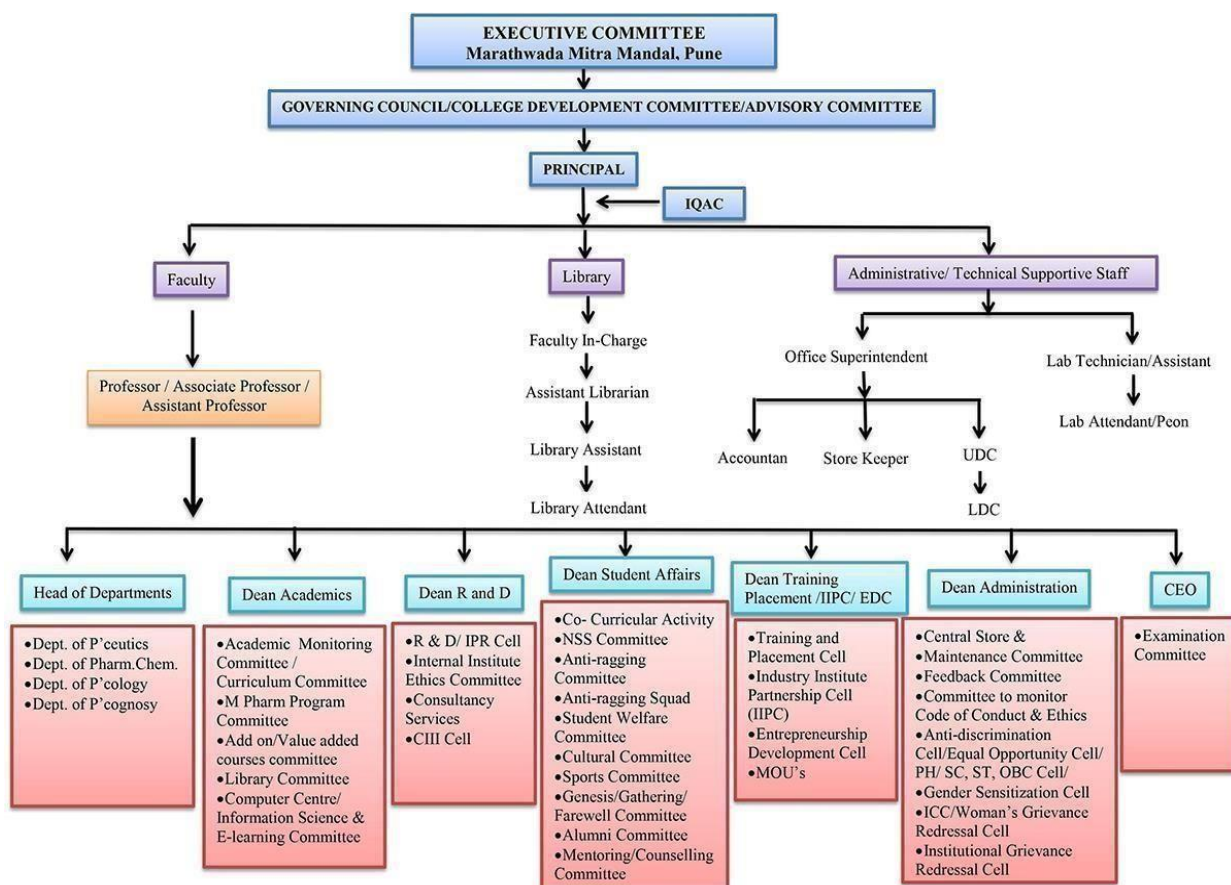 EXECUTIVE COMMITTEE
Marathwada Mitra Mandal, Pune
GOVERNING COUNCIL/COLLEGE DEVELOPMENT COMMITTEE/ADVISORY COMMITTEE
PRINCIPAL
IQAC
Faculty
Library
Administrative/ Technical Supportive Staff
Professor / Associate Professor /
Assistant Professor
Faculty In-Charge
Assistant Librarian
Library Assistant
Library Attendant
Office Superintendent
Lab Technician/Assistant
Lab Attendant/Peon
Accountan
Store Keeper
UDC
LDC
Head of Departments
•Dept. of P'ceutics
•Dept. of Pharm.Chem.
•Dept. of P'cology
•Dept. of P'cognosy
Dean Academics
•Academic Monitoring
Committee /
Curriculum Committee
•M Pharm Program
Committee
•Add on/Value added
courses committee
•Library Committee
•Computer Centre/
Information Science &
E-learning Committee
Dean R and D
•R & D/ IPR Cell
•Internal Institute
Ethics Committee
•Consultancy
Services
•CIII Cell
Dean Student Affairs
•Co- Curricular Activity
•NSS Committee
•Anti-ragging
Committee
•Anti-ragging Squad
•Student Welfare
Committee
•Cultural Committee
•Sports Committee
•Genesis/Gathering/
Farewell Committee
•Alumni Committee
•Mentoring/Counselling
Committee
Dean Training
Placement /IIPC/ EDC
•Training and
Placement Cell
•Industry Institute
Partnership Cell
(IIPC)
•Entrepreneurship
Development Cell
•MOU's
Dean Administration
•Central Store &
•Maintenance Committee
•Feedback Committee
•Committee to monitor
Code of Conduct & Ethics
•Anti-discrimination
Cell/Equal Opportunity Cell/
PH/ SC, ST, OBC Cell/
•Gender Sensitization Cell
•ICC/Woman's Grievance
Redressal Cell
•Institutional Grievance
Redressal Cell
CEO
•Examination
Committee